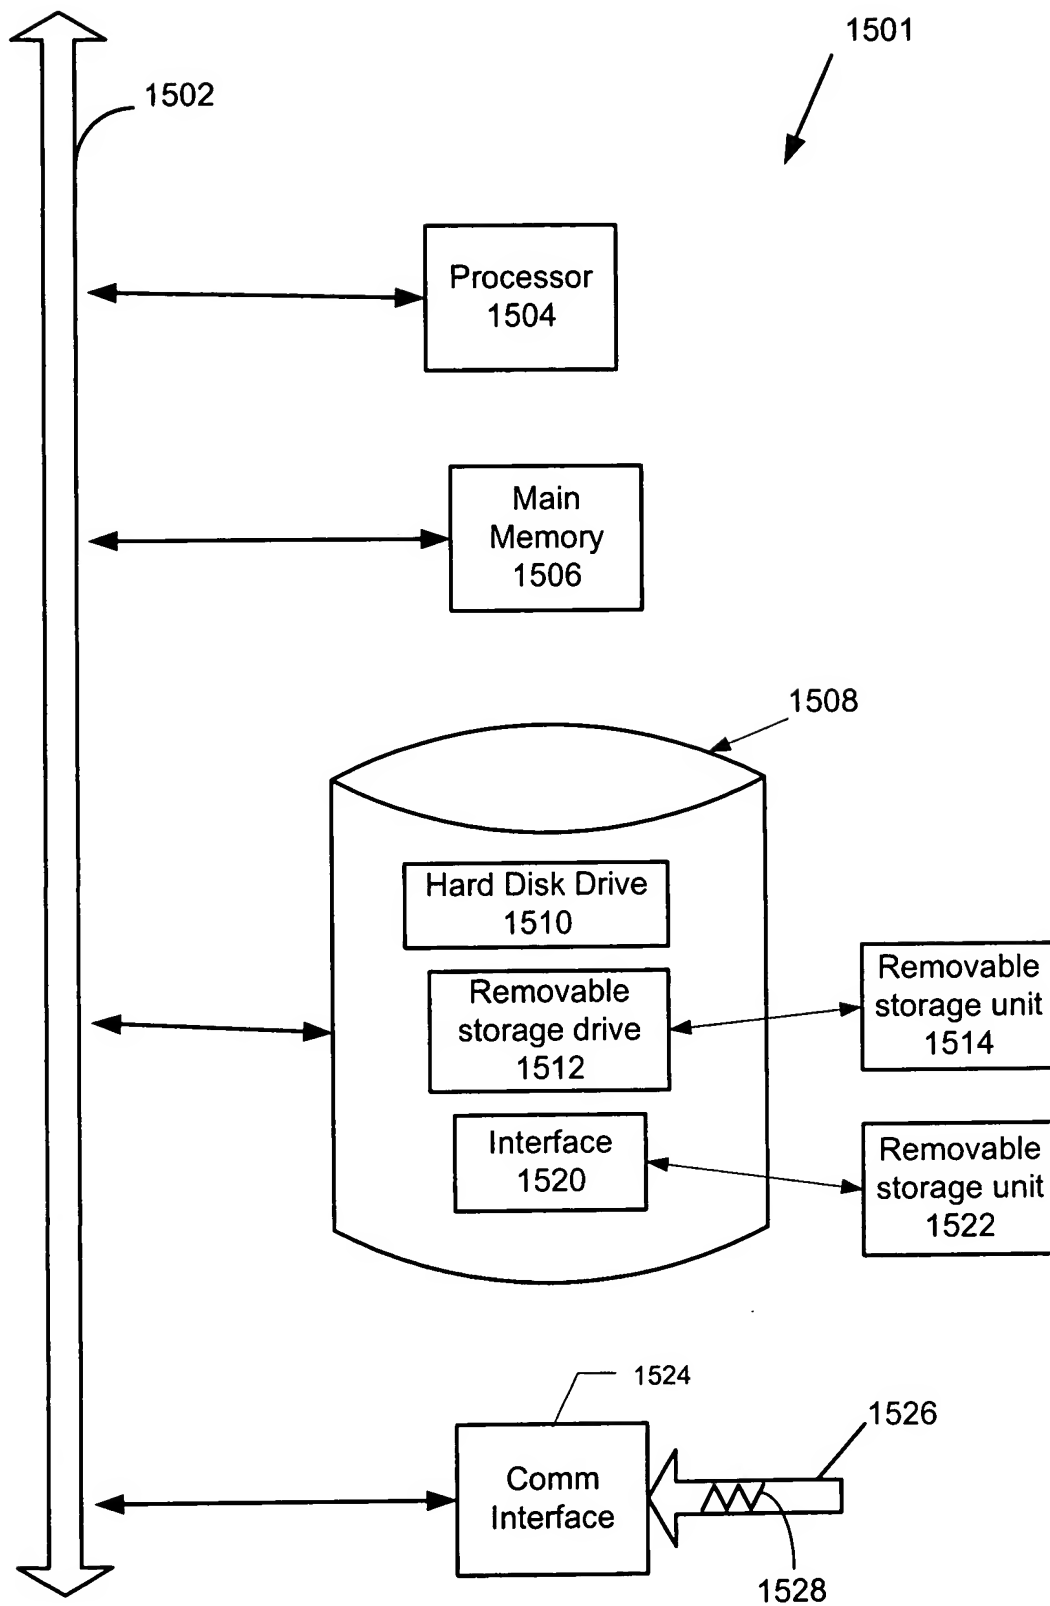 1501
1502
Processor
1504
Main
Memory
1506
1508
Hard Disk Drive
1510
Removable
storage drive
1512
Removable
storage unit
1514
Interface
1520
Removable
storage unit
1522
1524
1526
Comm
Interface
1528